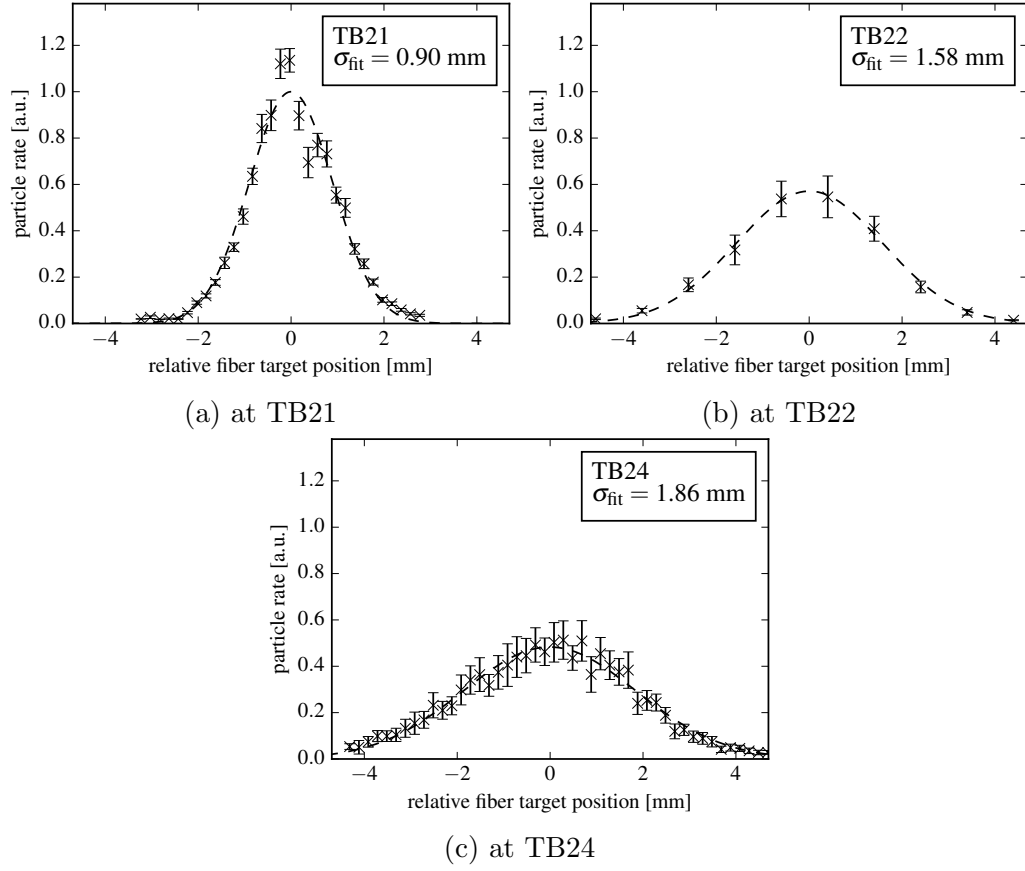 TB21
σfit = 0.90 mm
particle rate [a.u.]
1.2
1.0
0.8
0.6
0.4
0.2
0.0
−4 −2 0 2 4
relative fiber target position [mm]
(a) at TB21
TB22
σfit = 1.58 mm
particle rate [a.u.]
1.2
1.0
0.8
0.6
0.4
0.2
0.0
−4 −2 0 2 4
relative fiber target position [mm]
(b) at TB22
TB24
σfit = 1.86 mm
particle rate [a.u.]
1.2
1.0
0.8
0.6
0.4
0.2
0.0
−4 −2 0 2 4
relative fiber target position [mm]
(c) at TB24